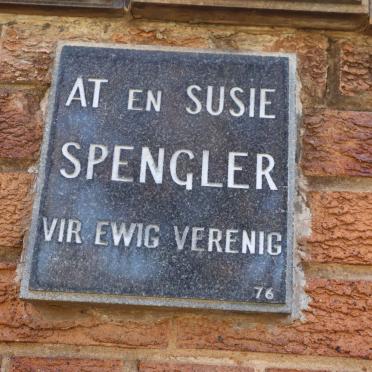 AT EN SUSIE
SPENGLER
VIR EWIG VERENIG
76